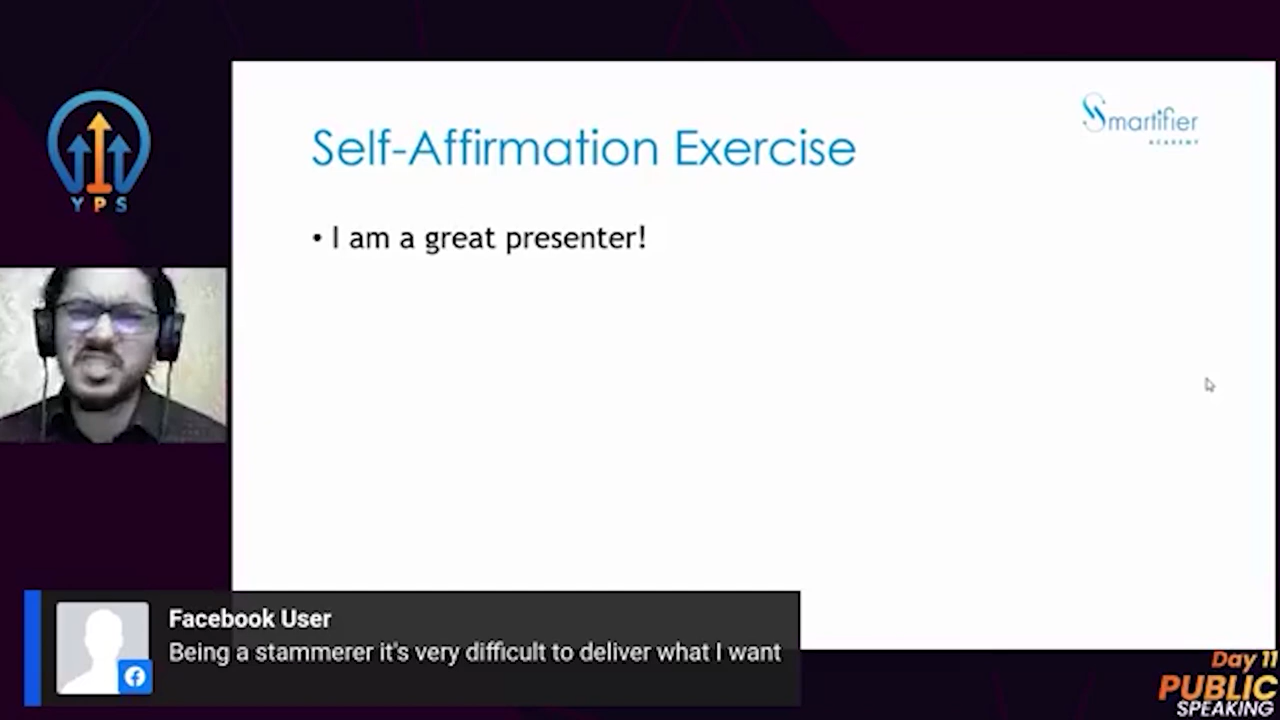 Self-Affirmation Exercise
Smartifier
ACADEMY
• I am a great presenter!
YPS
Facebook User
Being a stammerer it's very difficult to deliver what I want
Day 11
PUBLIC
SPEAKING